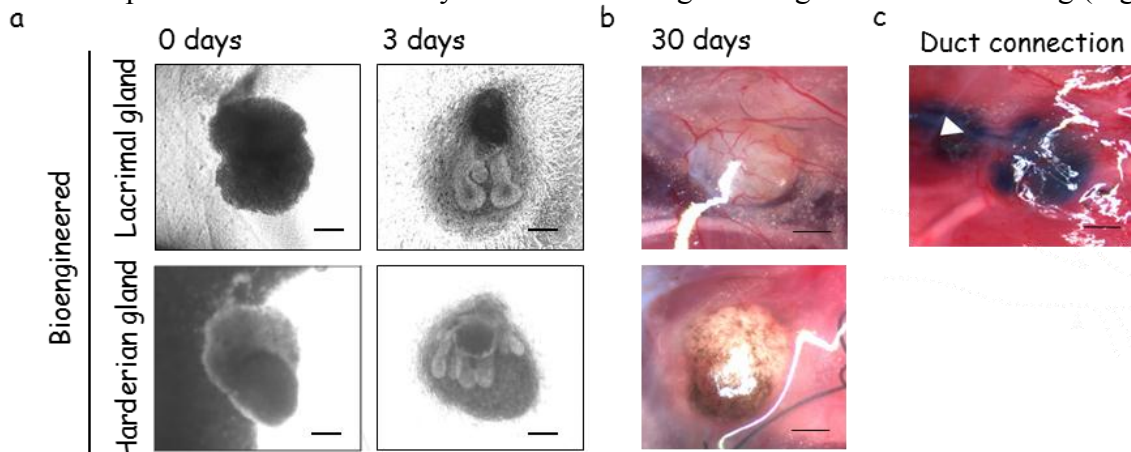 a
b
c
0 days
3 days
30 days
Duct connection
Bioengineered
Lacrimal gland
Harderian gland